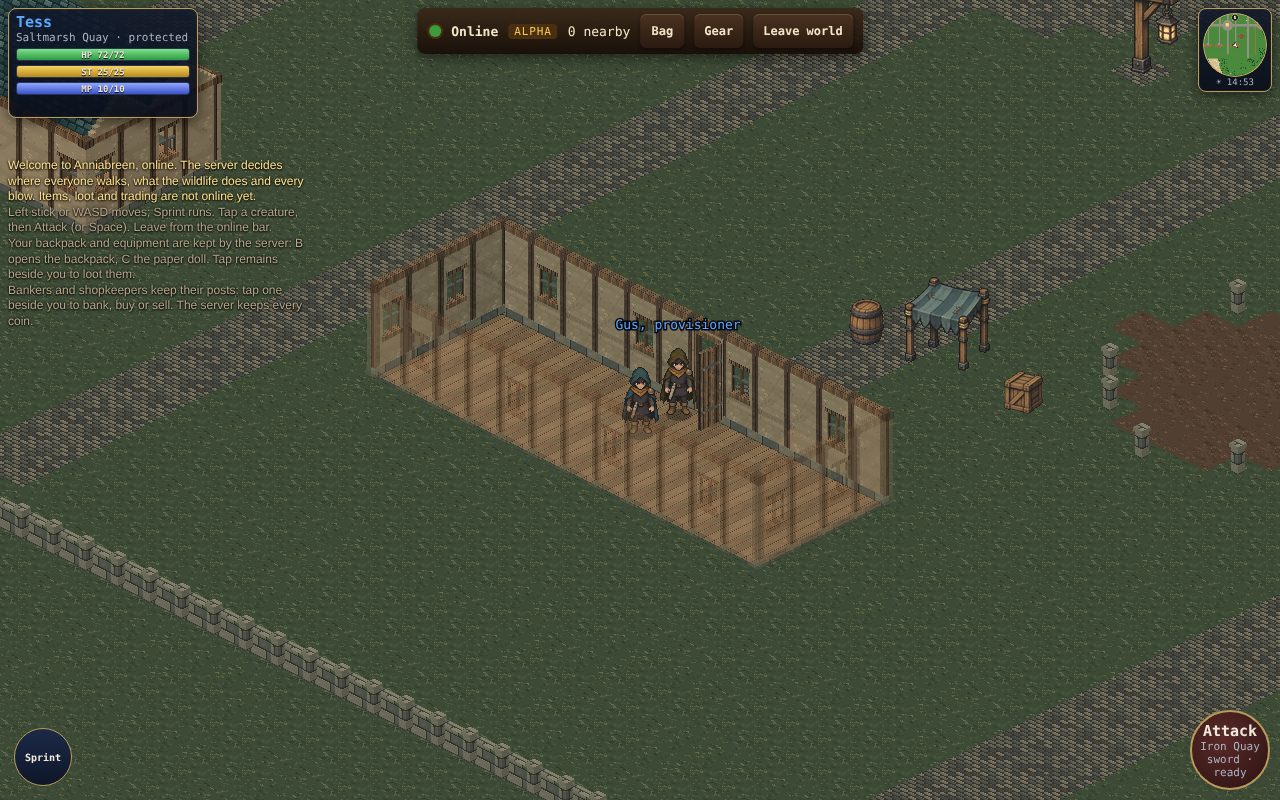 Tess
Saltmarsh Quay · protected
HP 72/72
ST 25/25
MP 10/10
Online
ALPHA
0 nearby
Bag
Gear
Leave world
14:53
Welcome to Anniabreen, online. The server decides
where everyone walks, what the wildlife does and every
blow. Items, loot and trading are not online yet.
Left stick or WASD moves; Sprint runs. Tap a creature,
then Attack (or Space). Leave from the online bar.
Your backpack and equipment are kept by the server: B
opens the backpack, C the paper doll. Tap remains
beside you to loot them.
Bankers and shopkeepers keep their posts: tap one
beside you to bank, buy or sell. The server keeps every
coin.
Gus, provisioner
Sprint
Attack
Iron Quay
sword ·
ready